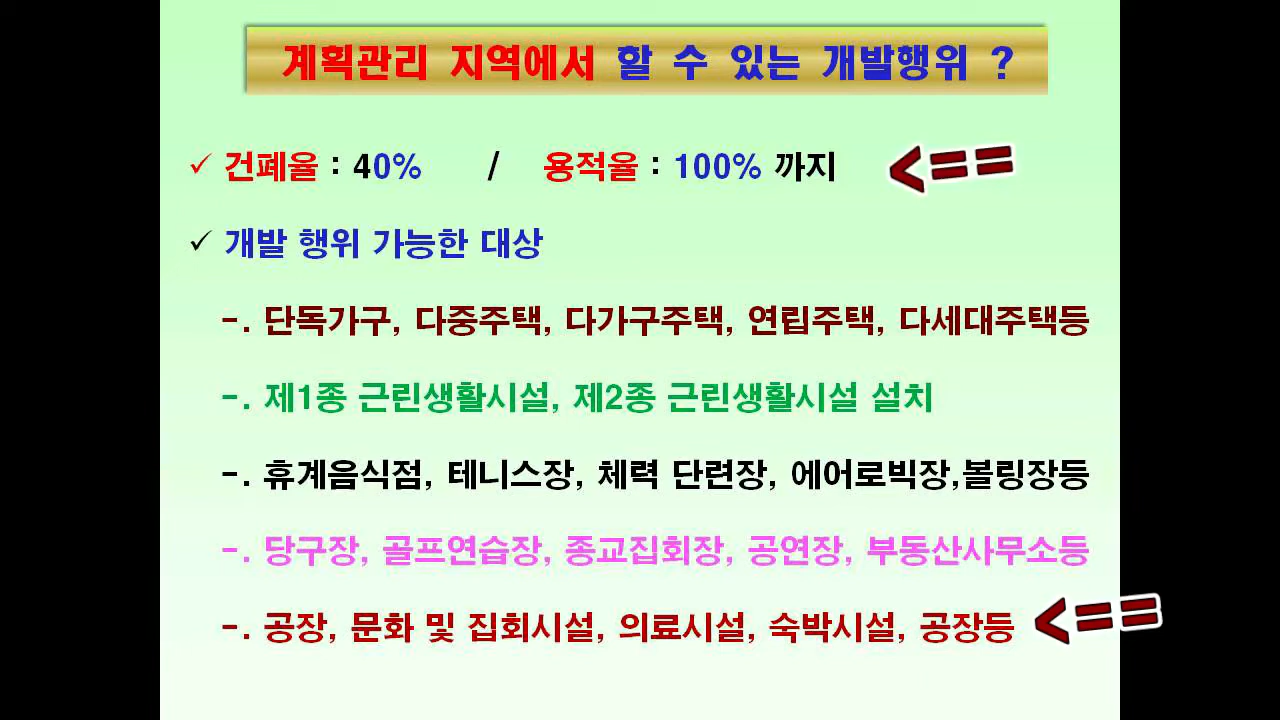 계획관리 지역에서 할 수 있는 개발행위 ?
✓ 건폐율 : 40% / 용적율 : 100% 까지 <==
✓ 개발 행위 가능한 대상
-. 단독가구, 다중주택, 다가구주택, 연립주택, 다세대주택등
-. 제1종 근린생활시설, 제2종 근린생활시설 설치
-. 휴계음식점, 테니스장, 체력 단련장, 에어로빅장,볼링장등
-. 당구장, 골프연습장, 종교집회장, 공연장, 부동산사무소등
-. 공장, 문화 및 집회시설, 의료시설, 숙박시설, 공장등 <==